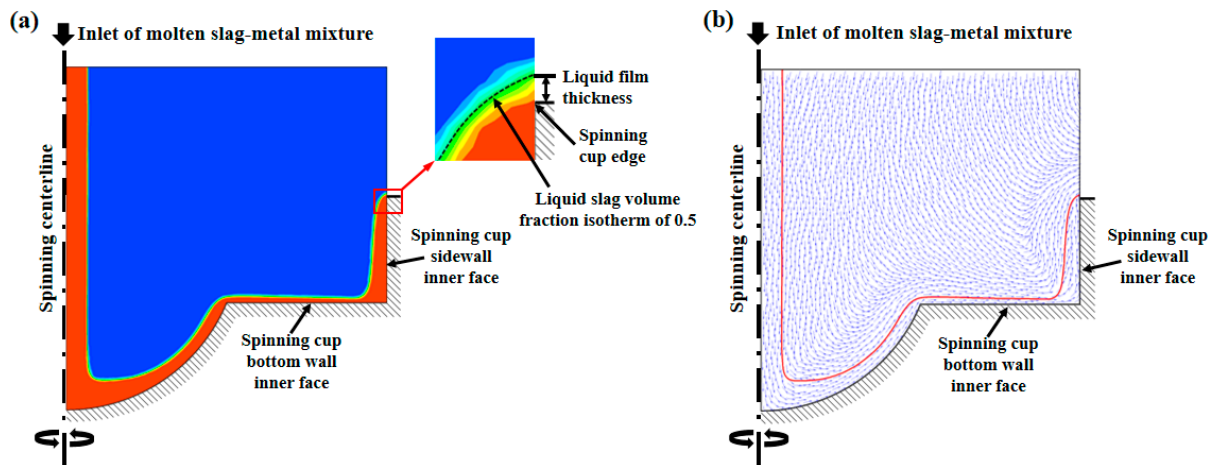 (a)
Inlet of molten slag-metal mixture
Liquid film
thickness
Spinning
cup edge
Liquid slag volume
fraction isotherm of 0.5
Spinning centerline
Spinning cup
sidewall
inner face
Spinning cup
bottom wall
inner face
(b)
Inlet of molten slag-metal mixture
Spinning centerline
Spinning cup
sidewall
inner face
Spinning cup
bottom wall
inner face